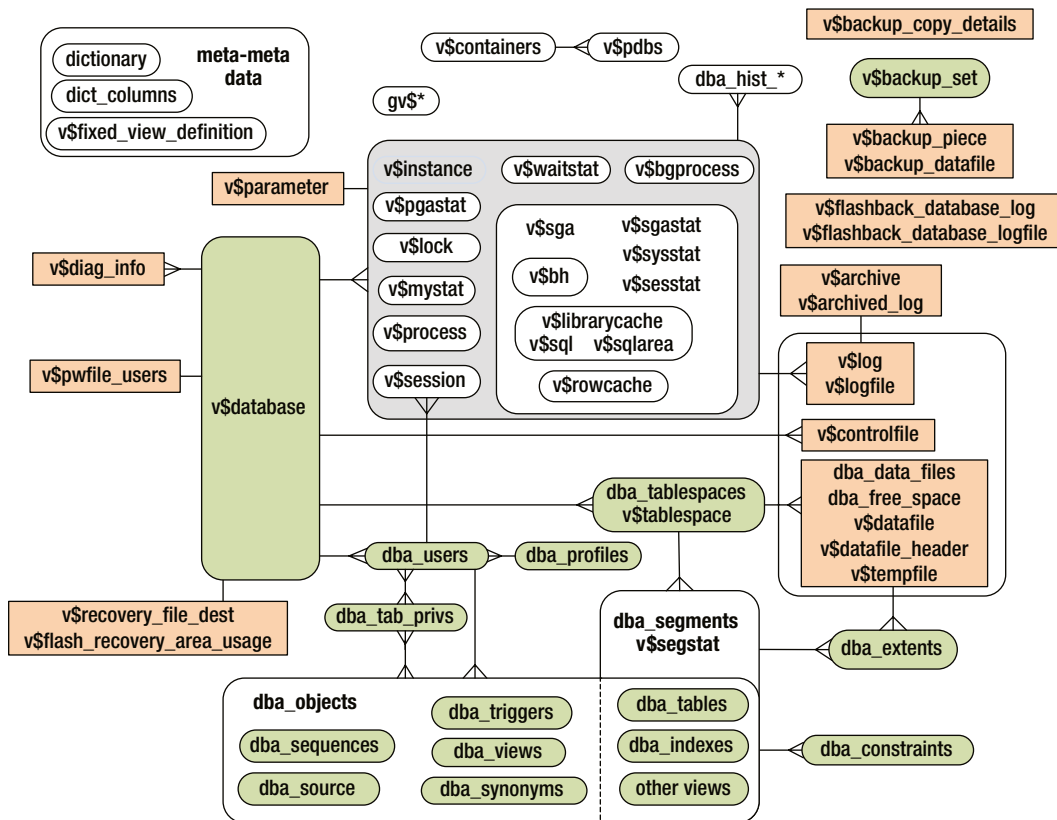 v$backup_copy_details
v$containers
v$pdbs
dictionary
meta-meta
data
dict_columns
v$fixed_view_definition
gv$*
dba_hist_*
v$backup_set
v$backup_piece
v$backup_datafile
v$parameter
v$instance
v$waitstat
v$bgprocess
v$pgastat
v$lock
v$mystat
v$process
v$session
v$sga
v$sgastat
v$sysstat
v$sesstat
v$bh
v$librarycache
v$sql v$sqlarea
v$rowcache
v$flashback_database_log
v$flashback_database_logfile
v$archive
v$archived_log
v$log
v$logfile
v$controlfile
v$diag_info
v$pwfile_users
v$database
dba_tablespaces
v$tablespace
dba_data_files
dba_free_space
v$datafile
v$datafile_header
v$tempfile
dba_users
dba_profiles
v$recovery_file_dest
v$flash_recovery_area_usage
dba_tab_privs
dba_segments
v$segstat
dba_extents
dba_objects
dba_triggers
dba_sequences
dba_views
dba_source
dba_synonyms
dba_tables
dba_indexes
other views
dba_constraints